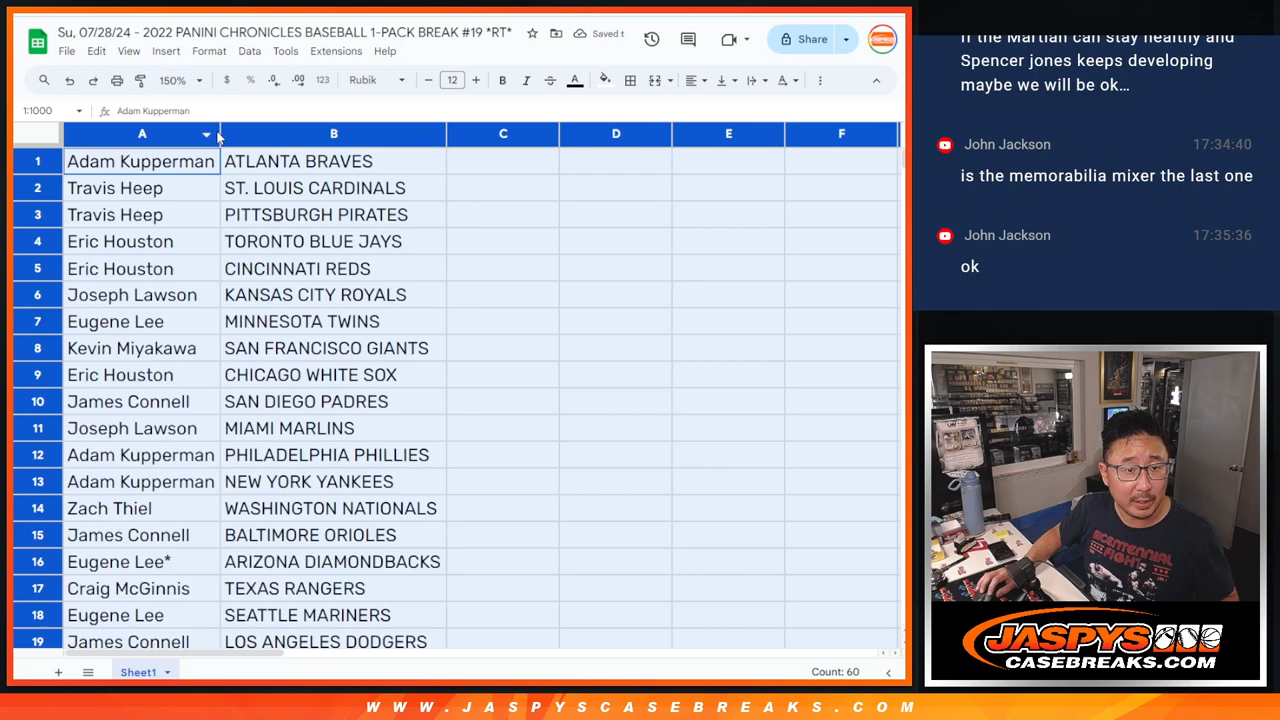 Su, 07/28/24 - 2022 PANINI CHRONICLES BASEBALL 1-PACK BREAK #19 *RT*
Saved t
Share
File Edit View Insert Format Data Tools Extensions Help
150% $ % .0 .00 123 Rubik 12 B I A
1:1000 fx Adam Kupperman
A B C D E F
1 Adam Kupperman ATLANTA BRAVES
2 Travis Heep ST. LOUIS CARDINALS
3 Travis Heep PITTSBURGH PIRATES
4 Eric Houston TORONTO BLUE JAYS
5 Eric Houston CINCINNATI REDS
6 Joseph Lawson KANSAS CITY ROYALS
7 Eugene Lee MINNESOTA TWINS
8 Kevin Miyakawa SAN FRANCISCO GIANTS
9 Eric Houston CHICAGO WHITE SOX
10 James Connell SAN DIEGO PADRES
11 Joseph Lawson MIAMI MARLINS
12 Adam Kupperman PHILADELPHIA PHILLIES
13 Adam Kupperman NEW YORK YANKEES
14 Zach Thiel WASHINGTON NATIONALS
15 James Connell BALTIMORE ORIOLES
16 Eugene Lee* ARIZONA DIAMONDBACKS
17 Craig McGinnis TEXAS RANGERS
18 Eugene Lee SEATTLE MARINERS
19 James Connell LOS ANGELES DODGERS
Sheet1
Count: 60
If the Martian can stay healthy and
Spencer jones keeps developing
maybe we will be ok…
John Jackson 17:34:40
is the memorabilia mixer the last one
John Jackson 17:35:36
ok
BICENTENNIAL
FIGHT
JASPYS
CASEBREAKS.COM
WWW.JASPYSCASEBREAKS.COM